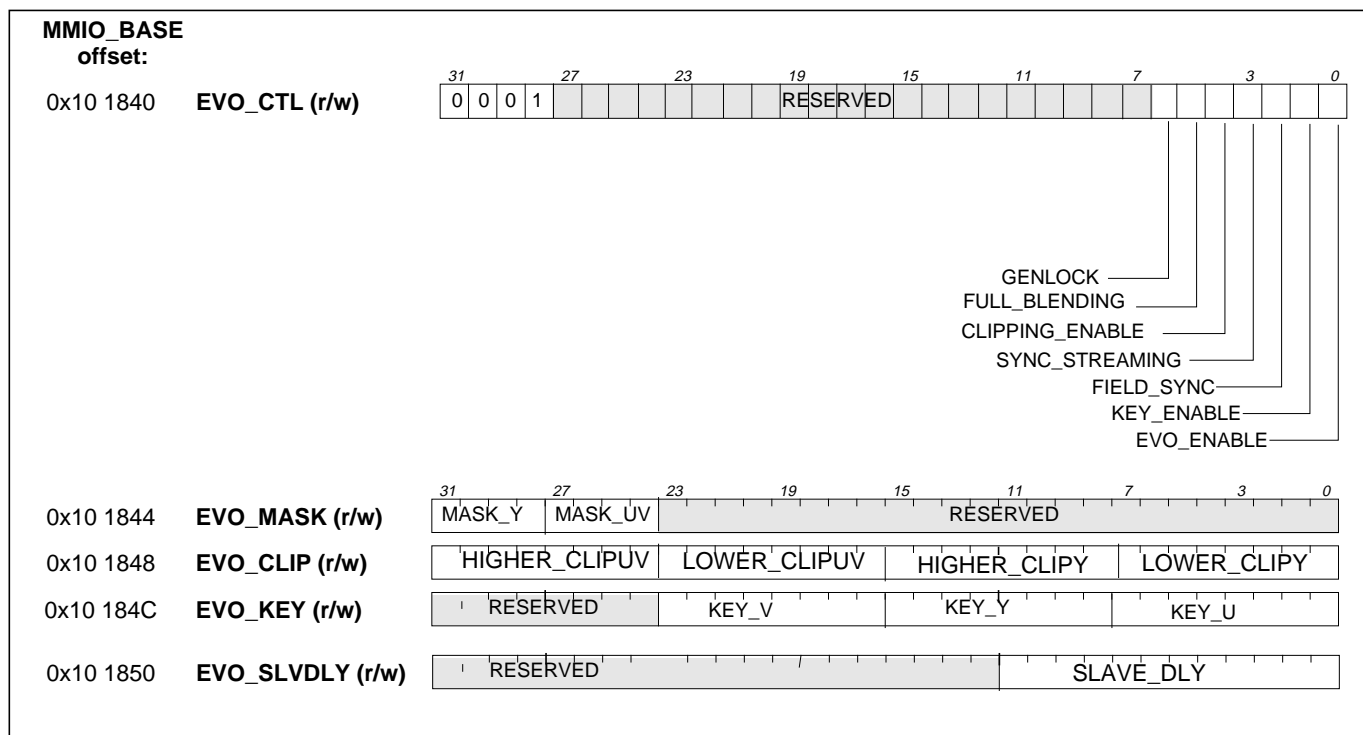 MMIO_BASE
offset:
31 27 23 19 15 11 7 3 0
0x10 1840 EVO_CTL (r/w) 0 0 0 1 RESERVED
GENLOCK
FULL_BLENDING
CLIPPING_ENABLE
SYNC_STREAMING
FIELD_SYNC
KEY_ENABLE
EVO_ENABLE
31 27 23 19 15 11 7 3 0
0x10 1844 EVO_MASK (r/w) MASK_Y MASK_UV RESERVED
0x10 1848 EVO_CLIP (r/w) HIGHER_CLIPUV LOWER_CLIPUV HIGHER_CLIPY LOWER_CLIPY
0x10 184C EVO_KEY (r/w) RESERVED KEY_V KEY_Y KEY_U
0x10 1850 EVO_SLVDLY (r/w) RESERVED SLAVE_DLY